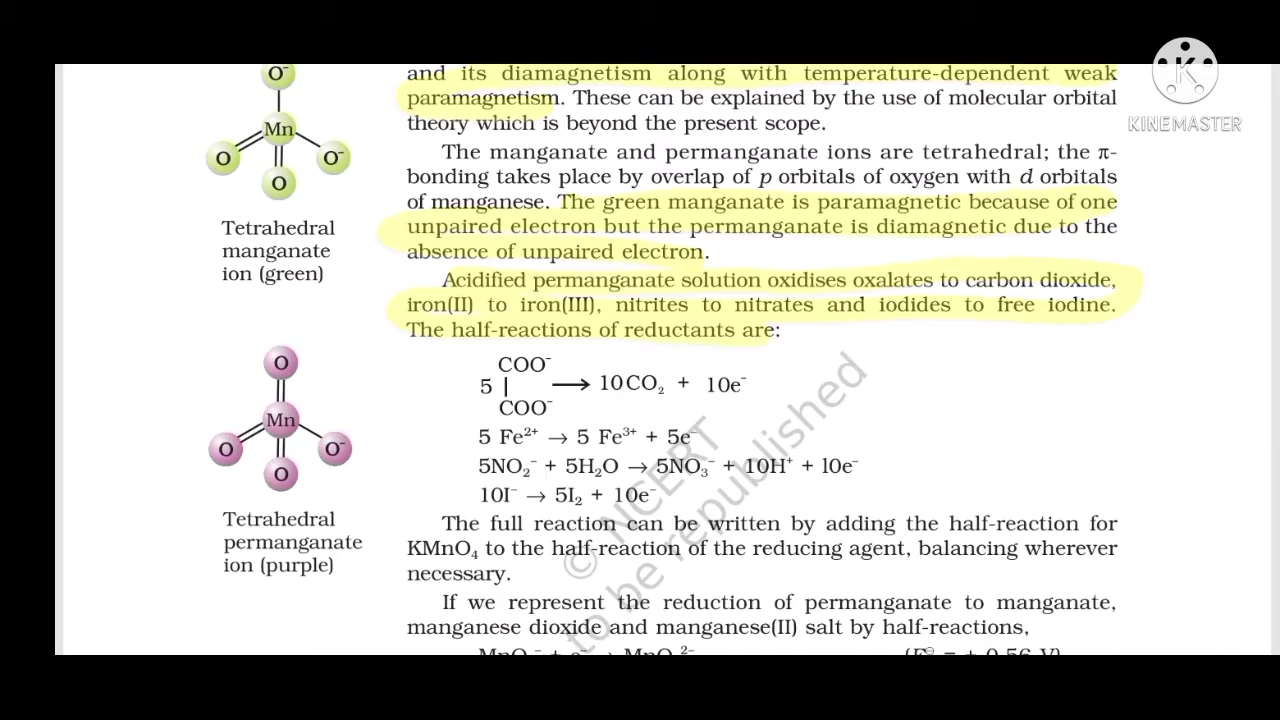 and its diamagnetism along with temperature-dependent weak
paramagnetism. These can be explained by the use of molecular orbital
theory which is beyond the present scope.
The manganate and permanganate ions are tetrahedral; the π-
bonding takes place by overlap of p orbitals of oxygen with d orbitals
of manganese. The green manganate is paramagnetic because of one
unpaired electron but the permanganate is diamagnetic due to the
absence of unpaired electron.
Acidified permanganate solution oxidises oxalates to carbon dioxide,
iron(II) to iron(III), nitrites to nitrates and iodides to free iodine.
The half-reactions of reductants are:
COO⁻
5 | ⟶ 10CO₂ + 10e⁻
COO⁻
5 Fe²⁺ → 5 Fe³⁺ + 5e⁻
5NO₂⁻ + 5H₂O → 5NO₃⁻ + 10H⁺ + l0e⁻
10I⁻ → 5I₂ + 10e⁻
The full reaction can be written by adding the half-reaction for
KMnO₄ to the half-reaction of the reducing agent, balancing wherever
necessary.
If we represent the reduction of permanganate to manganate,
manganese dioxide and manganese(II) salt by half-reactions,
MnO₄⁻ + e⁻ → MnO₄²⁻ (E⊖ = + 0.56 V)
O⁻
Mn
O O⁻
O
Tetrahedral
manganate
ion (green)
O
Mn
O O⁻
O
Tetrahedral
permanganate
ion (purple)
© NCERT
to be republished
K
KINEMASTER